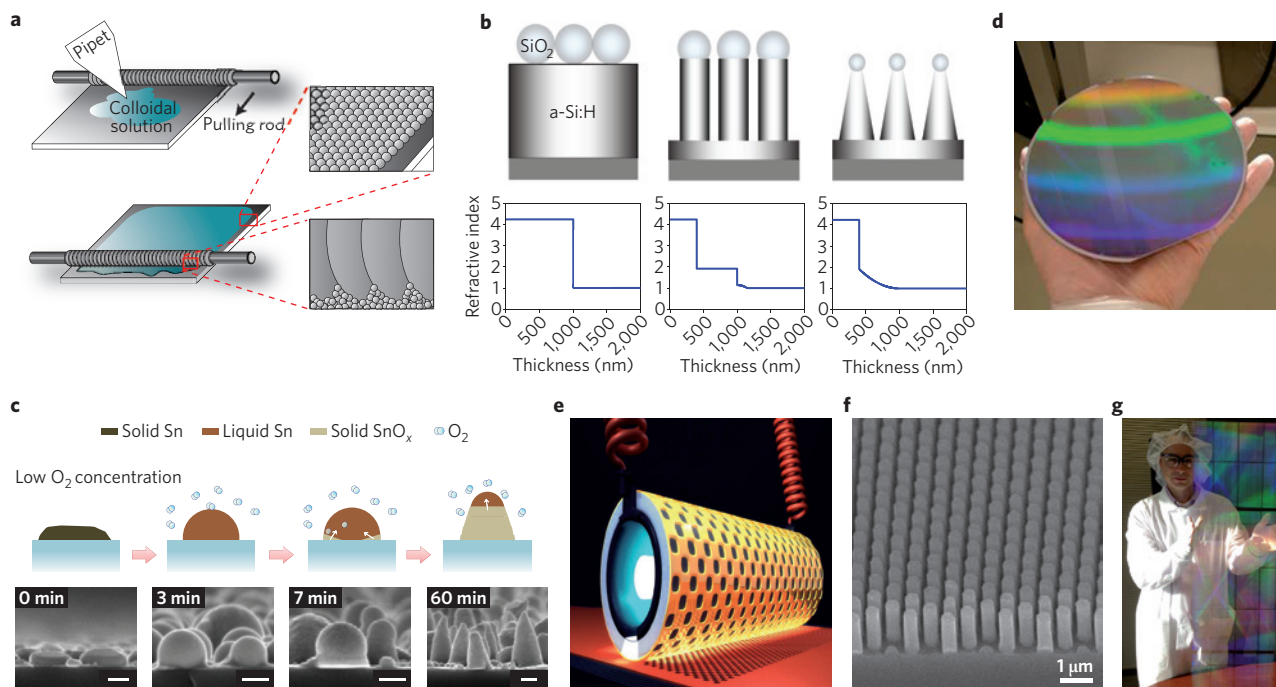 a
Pipet
Colloidal
solution
Pulling rod
b
SiO2
a-Si:H
Refractive index
5
4
3
2
1
0
0
500
1,000
1,500
2,000
Thickness (nm)
5
4
3
2
1
0
0
500
1,000
1,500
2,000
Thickness (nm)
5
4
3
2
1
0
0
500
1,000
1,500
2,000
Thickness (nm)
d
c
Solid Sn Liquid Sn Solid SnOx O2
Low O2 concentration
0 min 3 min 7 min 60 min
e
f
1 µm
g